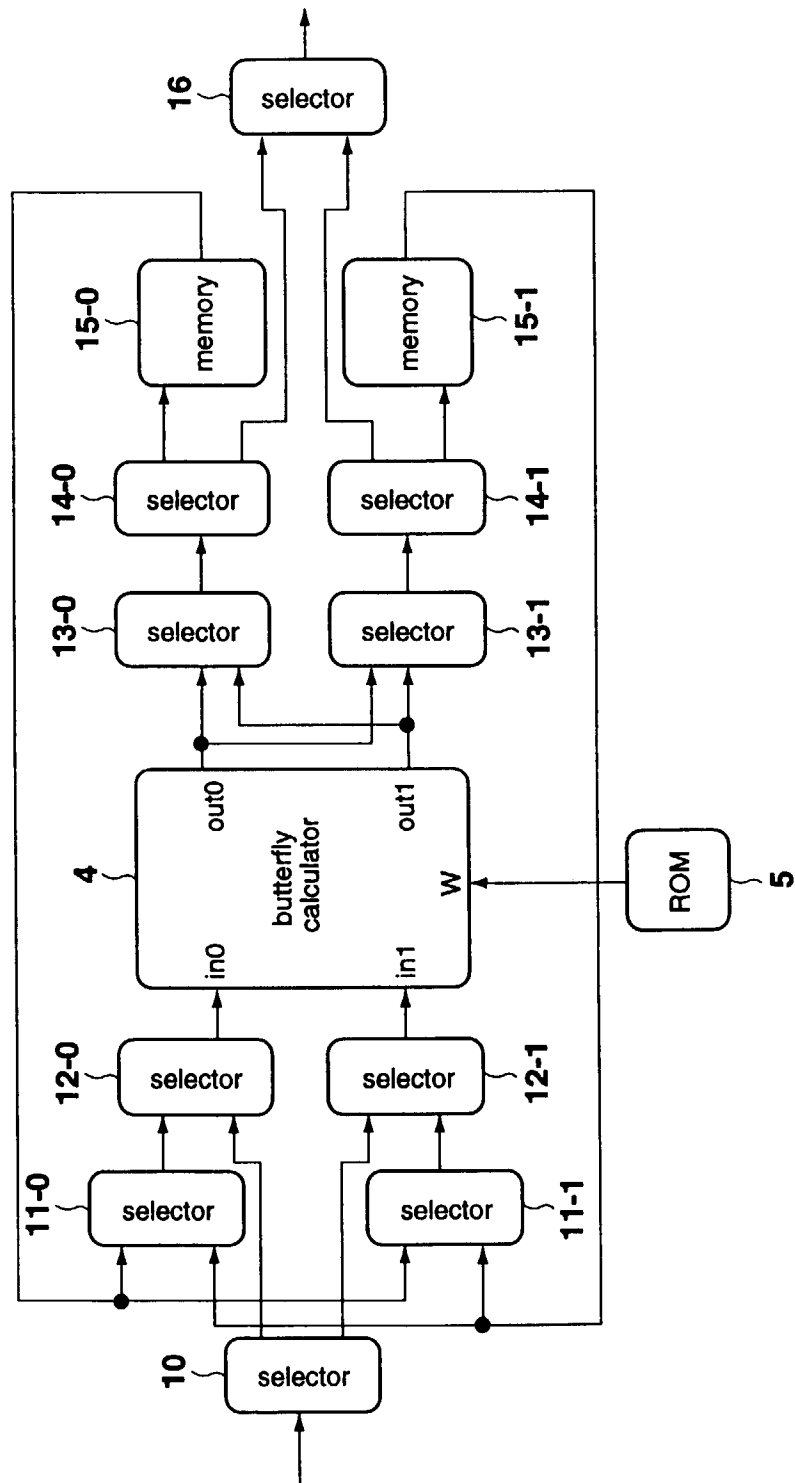 10
selector
11-0
selector
11-1
selector
12-0
selector
12-1
selector
4
butterfly
calculator
in0
in1
out0
out1
W
ROM
5
13-0
selector
13-1
selector
14-0
selector
14-1
selector
15-0
memory
15-1
memory
16
selector